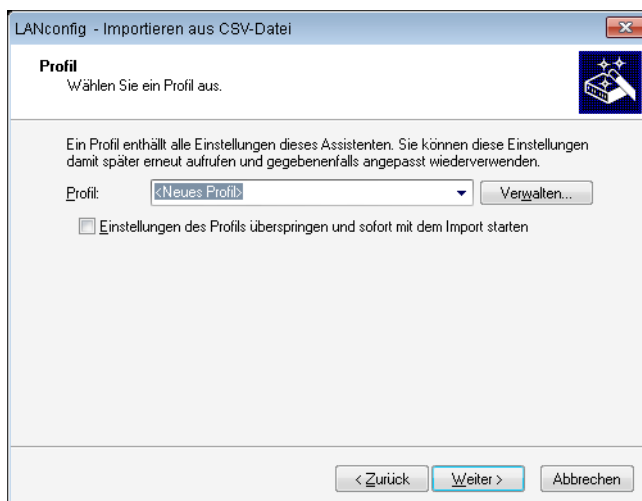 LANconfig - Importieren aus CSV-Datei
Profil
Wählen Sie ein Profil aus.
Ein Profil enthällt alle Einstellungen dieses Assistenten. Sie können diese Einstellungen
damit später erneut aufrufen und gegebenenfalls angepasst wiederverwenden.
Profil: <Neues Profil> Verwalten...
Einstellungen des Profils überspringen und sofort mit dem Import starten
< Zurück Weiter > Abbrechen